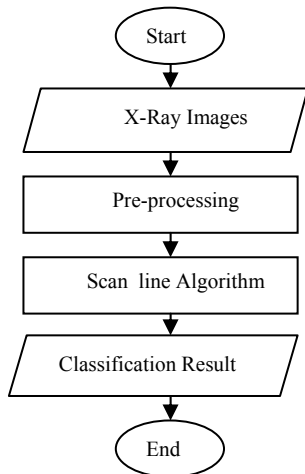 Start
X-Ray Images
Pre-processing
Scan line Algorithm
Classification Result
End